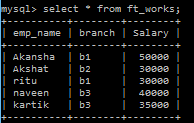 mysql> select * from ft_works;
+----------+--------+--------+
| emp_name | branch | Salary |
+----------+--------+--------+
| Akansha | b1 | 50000 |
| Akshat | b2 | 30000 |
| ritu | b1 | 30000 |
| naveen | b3 | 40000 |
| kartik | b3 | 35000 |
+----------+--------+--------+